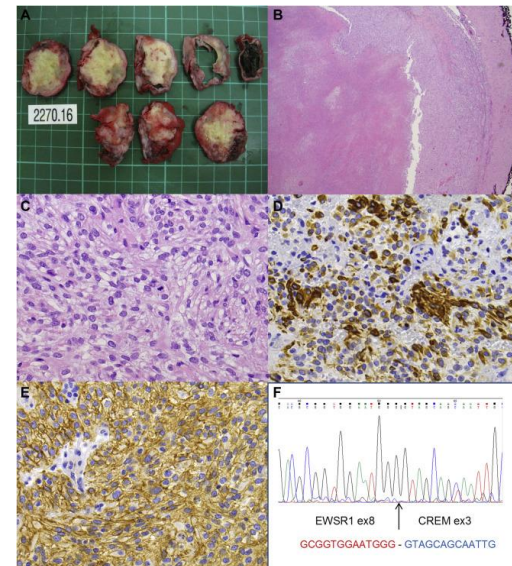 A
B
2270.16
C
D
E
F
EWSR1 ex8
CREM ex3
GCGGTGGAATGGG - GTAGCAGCAATTG